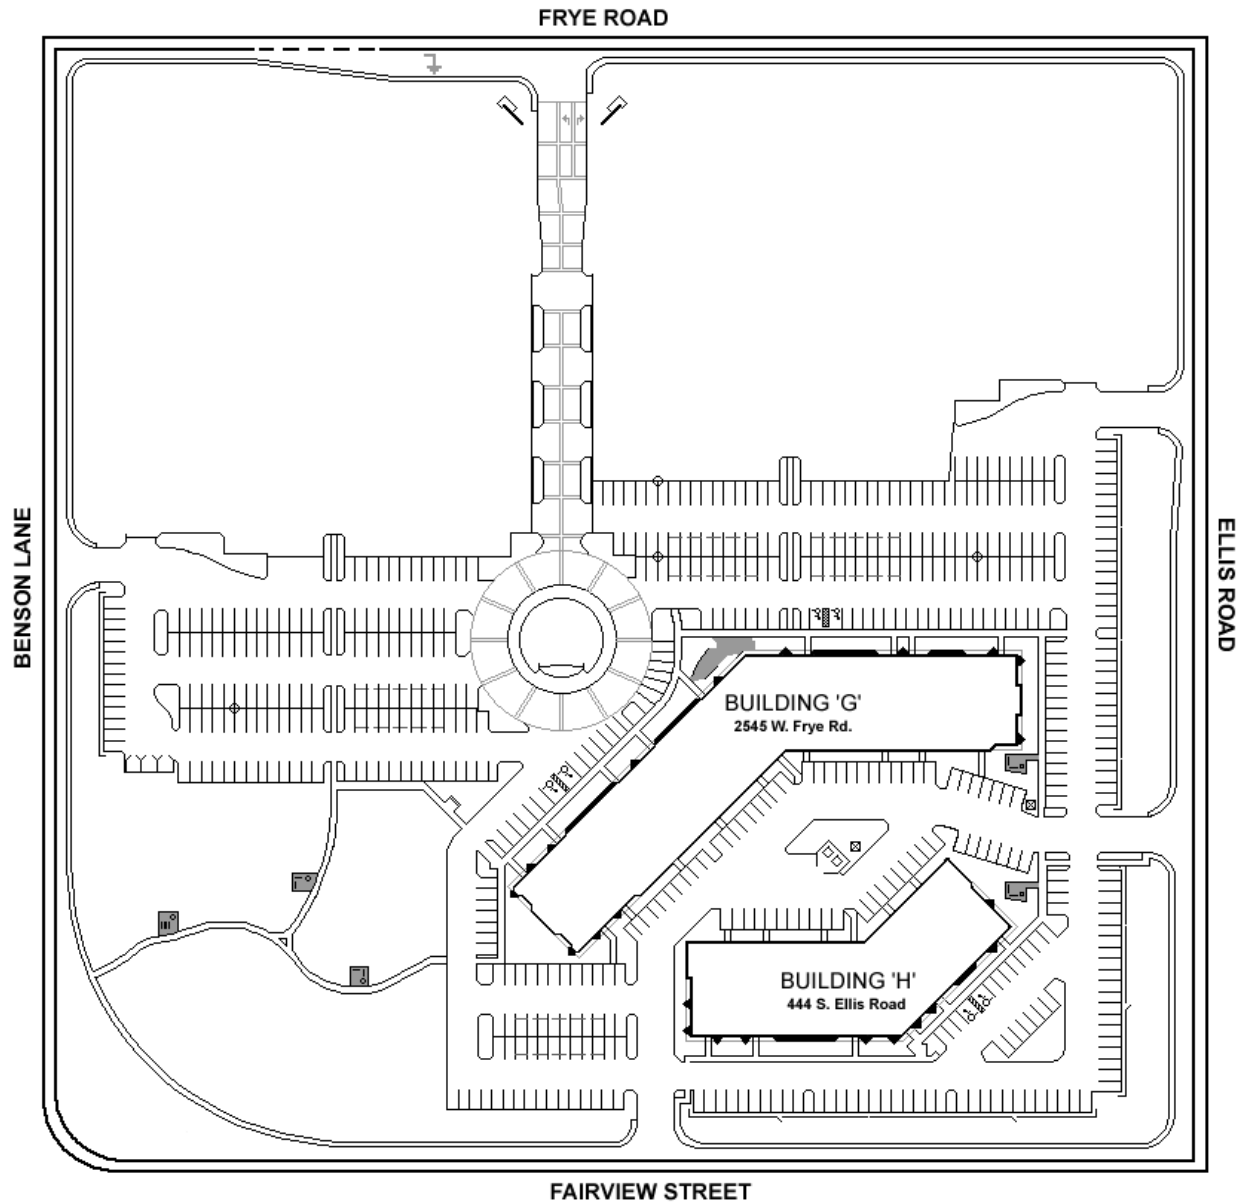 FRYE ROAD
BENSON LANE
ELLIS ROAD
BUILDING 'G'
2545 W. Frye Rd.
BUILDING 'H'
444 S. Ellis Road
FAIRVIEW STREET